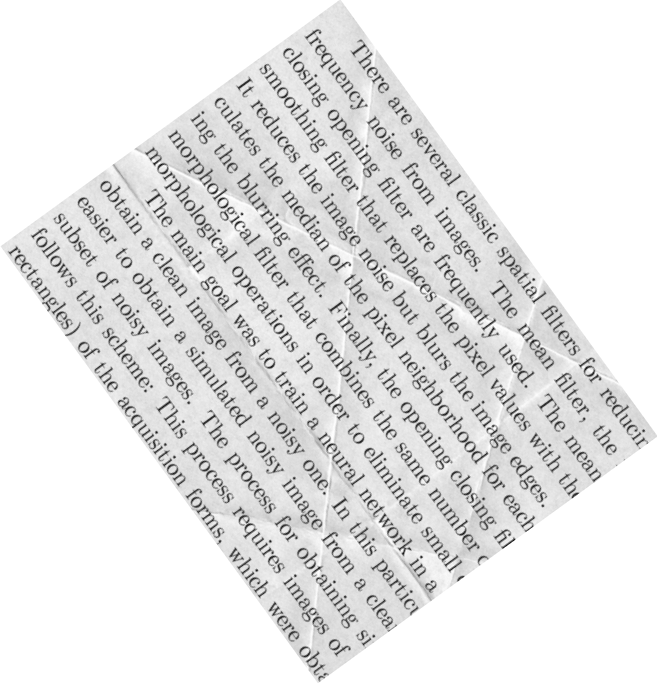 There are several classic spatial filters for reducin
frequency noise from images. The mean filter, the
closing opening filter are frequently used. The mean
smoothing filter that replaces the pixel values with the
It reduces the image noise but blurs the image edges.
culates the median of the pixel neighborhood for each
ing the blurring effect. Finally, the opening closing fil
morphological filter that combines the same number o
morphological operations in order to eliminate small
The main goal was to train a neural network in a
obtain a clean image from a noisy one. In this particu
easier to obtain a simulated noisy image from a clea
subset of noisy images. The process for obtaining si
follows this scheme: This process requires images of
rectangles) of the acquisition forms, which were obta